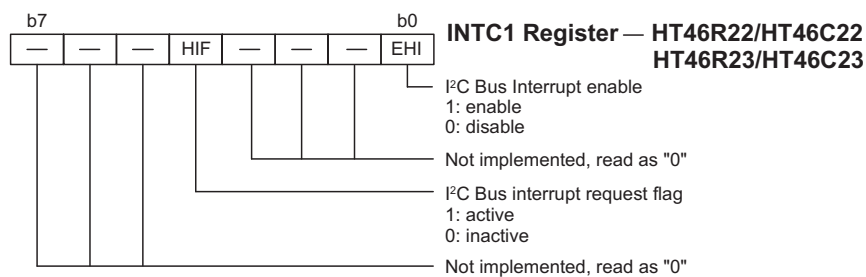 b7 b0
— — — HIF — — — EHI
INTC1 Register — HT46R22/HT46C22
HT46R23/HT46C23
I²C Bus Interrupt enable
1: enable
0: disable
Not implemented, read as "0"
I²C Bus interrupt request flag
1: active
0: inactive
Not implemented, read as "0"